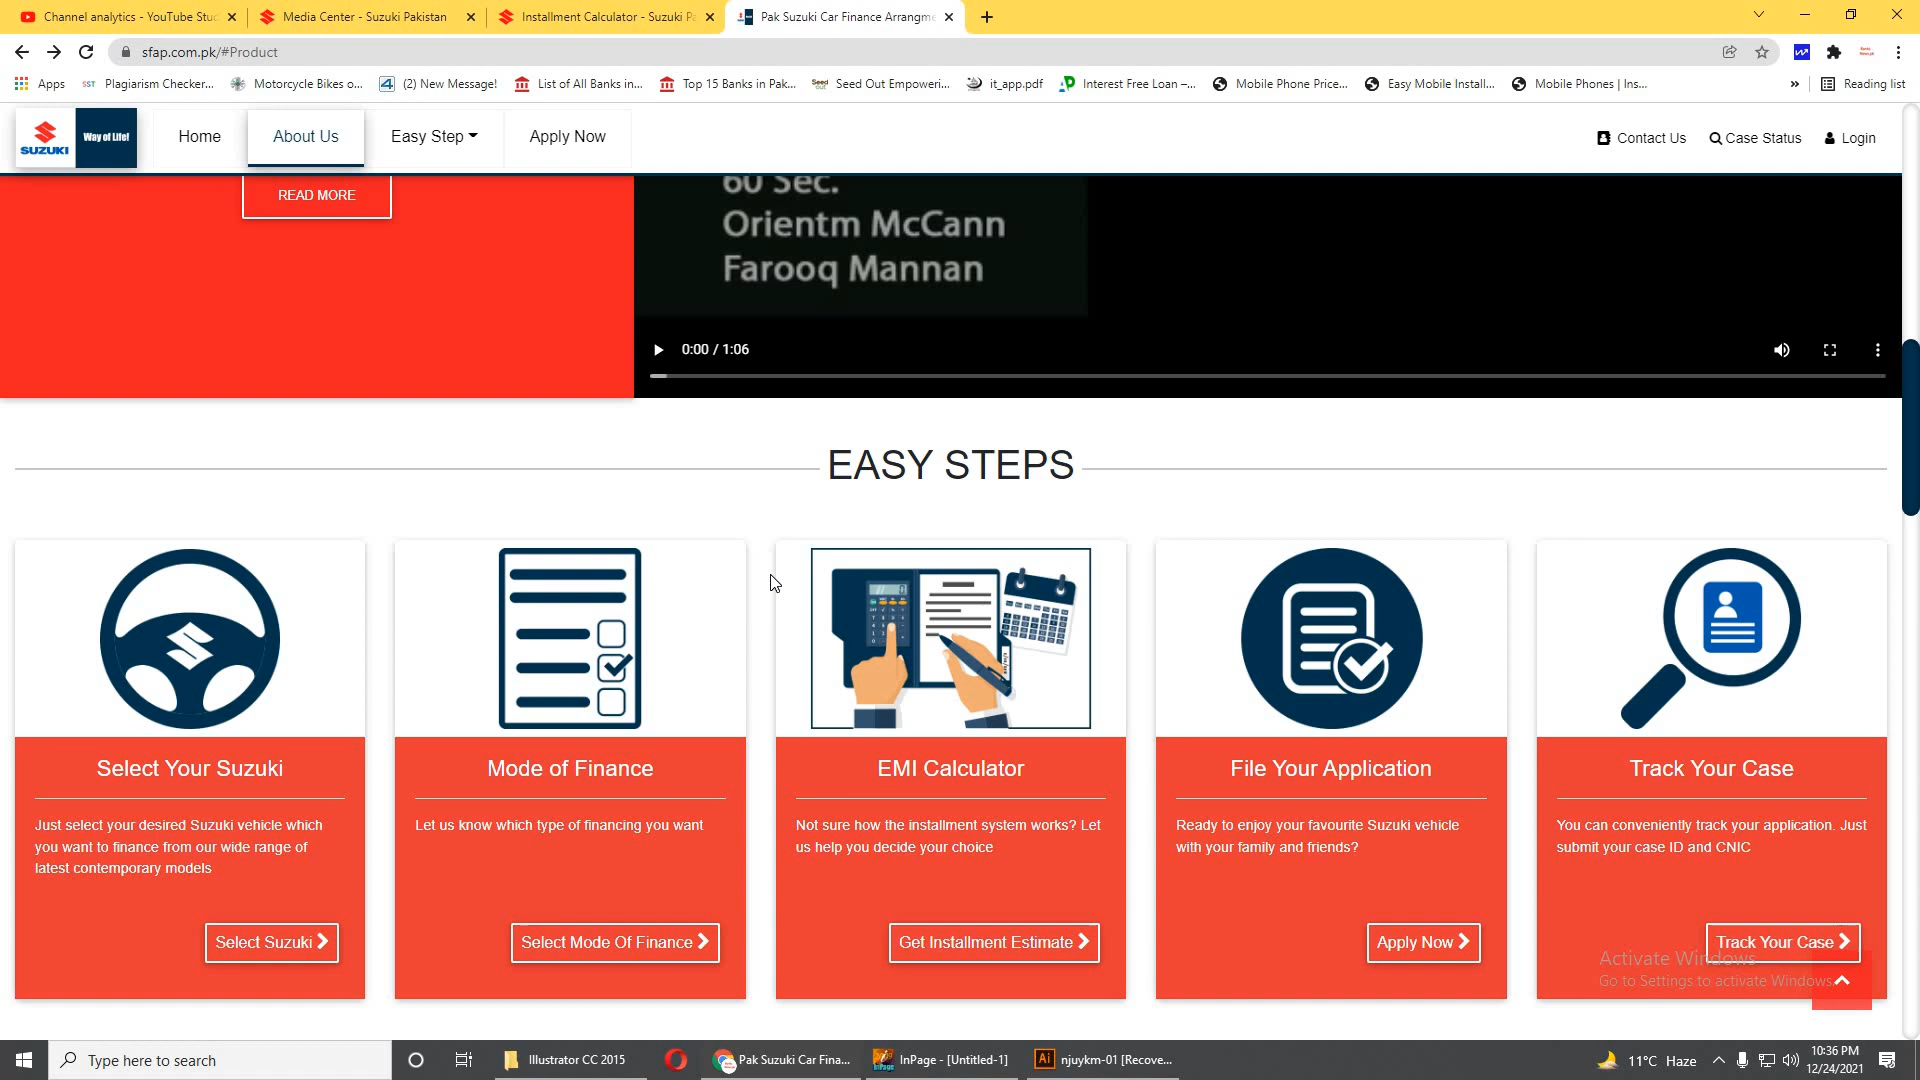 Channel analytics - YouTube Stud
Media Center - Suzuki Pakistan
Installment Calculator - Suzuki Pa
Pak Suzuki Car Finance Arrangme
sfap.com.pk/#Product
Apps
SST Plagiarism Checker...
Motorcycle Bikes o...
(2) New Message!
List of All Banks in...
Top 15 Banks in Pak...
Seed Out Empoweri...
it_app.pdf
Interest Free Loan –...
Mobile Phone Price...
Easy Mobile Install...
Mobile Phones | Ins...
»
Reading list
SUZUKI
Way of Life!
Home
About Us
Easy Step
Apply Now
Contact Us
Case Status
Login
READ MORE
60 Sec.
Orientm McCann
Farooq Mannan
0:00 / 1:06
EASY STEPS
Select Your Suzuki
Just select your desired Suzuki vehicle which
you want to finance from our wide range of
latest contemporary models
Select Suzuki
Mode of Finance
Let us know which type of financing you want
Select Mode Of Finance
EMI Calculator
Not sure how the installment system works? Let
us help you decide your choice
Get Installment Estimate
File Your Application
Ready to enjoy your favourite Suzuki vehicle
with your family and friends?
Apply Now
Track Your Case
You can conveniently track your application. Just
submit your case ID and CNIC
Track Your Case
Activate Windows
Go to Settings to activate Windows.
Type here to search
Illustrator CC 2015
Pak Suzuki Car Fina...
InPage - [Untitled-1]
Ai
njuykm-01 [Recove...
11°C Haze
10:36 PM
12/24/2021